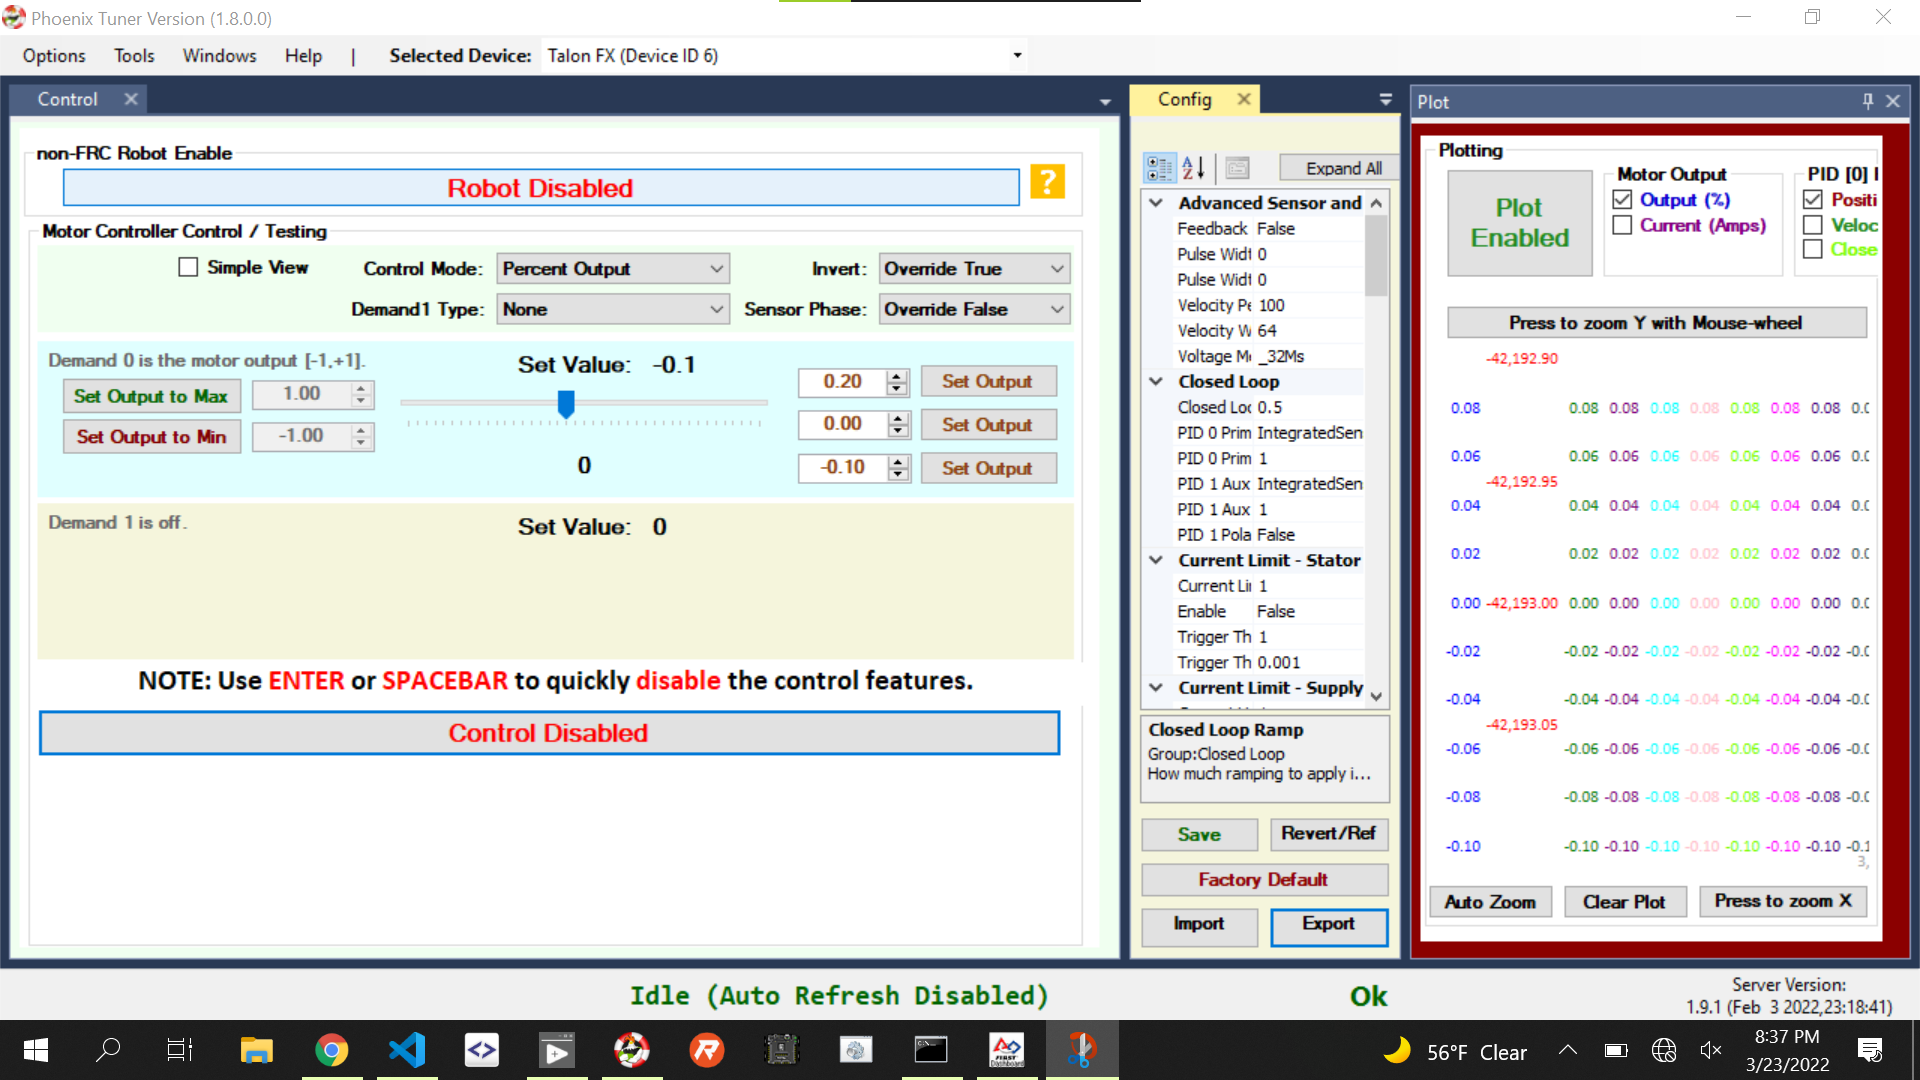 Phoenix Tuner Version (1.8.0.0)
Options Tools Windows Help | Selected Device: Talon FX (Device ID 6)
Control
non-FRC Robot Enable
Robot Disabled
?
Motor Controller Control / Testing
Simple View Control Mode: Percent Output Invert: Override True
Demand1 Type: None Sensor Phase: Override False
Demand 0 is the motor output [-1,+1].
Set Value: -0.1
Set Output to Max 1.00
Set Output to Min -1.00
0
0.20 Set Output
0.00 Set Output
-0.10 Set Output
Demand 1 is off.
Set Value: 0
NOTE: Use ENTER or SPACEBAR to quickly disable the control features.
Control Disabled
Config
Expand All
Advanced Sensor and
Feedback False
Pulse Widt 0
Pulse Widt 0
Velocity Pe 100
Velocity W 64
Voltage Me _32Ms
Closed Loop
Closed Loc 0.5
PID 0 Prim IntegratedSen
PID 0 Prim 1
PID 1 Aux IntegratedSen
PID 1 Aux 1
PID 1 Pola False
Current Limit - Stator
Current Li 1
Enable False
Trigger Th 1
Trigger Th 0.001
Current Limit - Supply
Closed Loop Ramp
Group:Closed Loop
How much ramping to apply i...
Save Revert/Ref
Factory Default
Import Export
Plot
Plotting
Plot
Enabled
Motor Output
Output (%)
Current (Amps)
PID [0]
Positi
Veloc
Close
Press to zoom Y with Mouse-wheel
-42,192.90
0.08 0.08 0.08 0.08 0.08 0.08 0.08 0.08 0.0
0.06 0.06 0.06 0.06 0.06 0.06 0.06 0.06 0.0
-42,192.95
0.04 0.04 0.04 0.04 0.04 0.04 0.04 0.04 0.0
0.02 0.02 0.02 0.02 0.02 0.02 0.02 0.02 0.0
0.00 -42,193.00 0.00 0.00 0.00 0.00 0.00 0.00 0.00 0.0
-0.02 -0.02 -0.02 -0.02 -0.02 -0.02 -0.02 -0.02 -0.0
-0.04 -0.04 -0.04 -0.04 -0.04 -0.04 -0.04 -0.04 -0.0
-42,193.05
-0.06 -0.06 -0.06 -0.06 -0.06 -0.06 -0.06 -0.06 -0.0
-0.08 -0.08 -0.08 -0.08 -0.08 -0.08 -0.08 -0.08 -0.0
-0.10 -0.10 -0.10 -0.10 -0.10 -0.10 -0.10 -0.10 -0.1
3,
Auto Zoom Clear Plot Press to zoom X
Idle (Auto Refresh Disabled) Ok
Server Version:
1.9.1 (Feb 3 2022,23:18:41)
56°F Clear
8:37 PM
3/23/2022